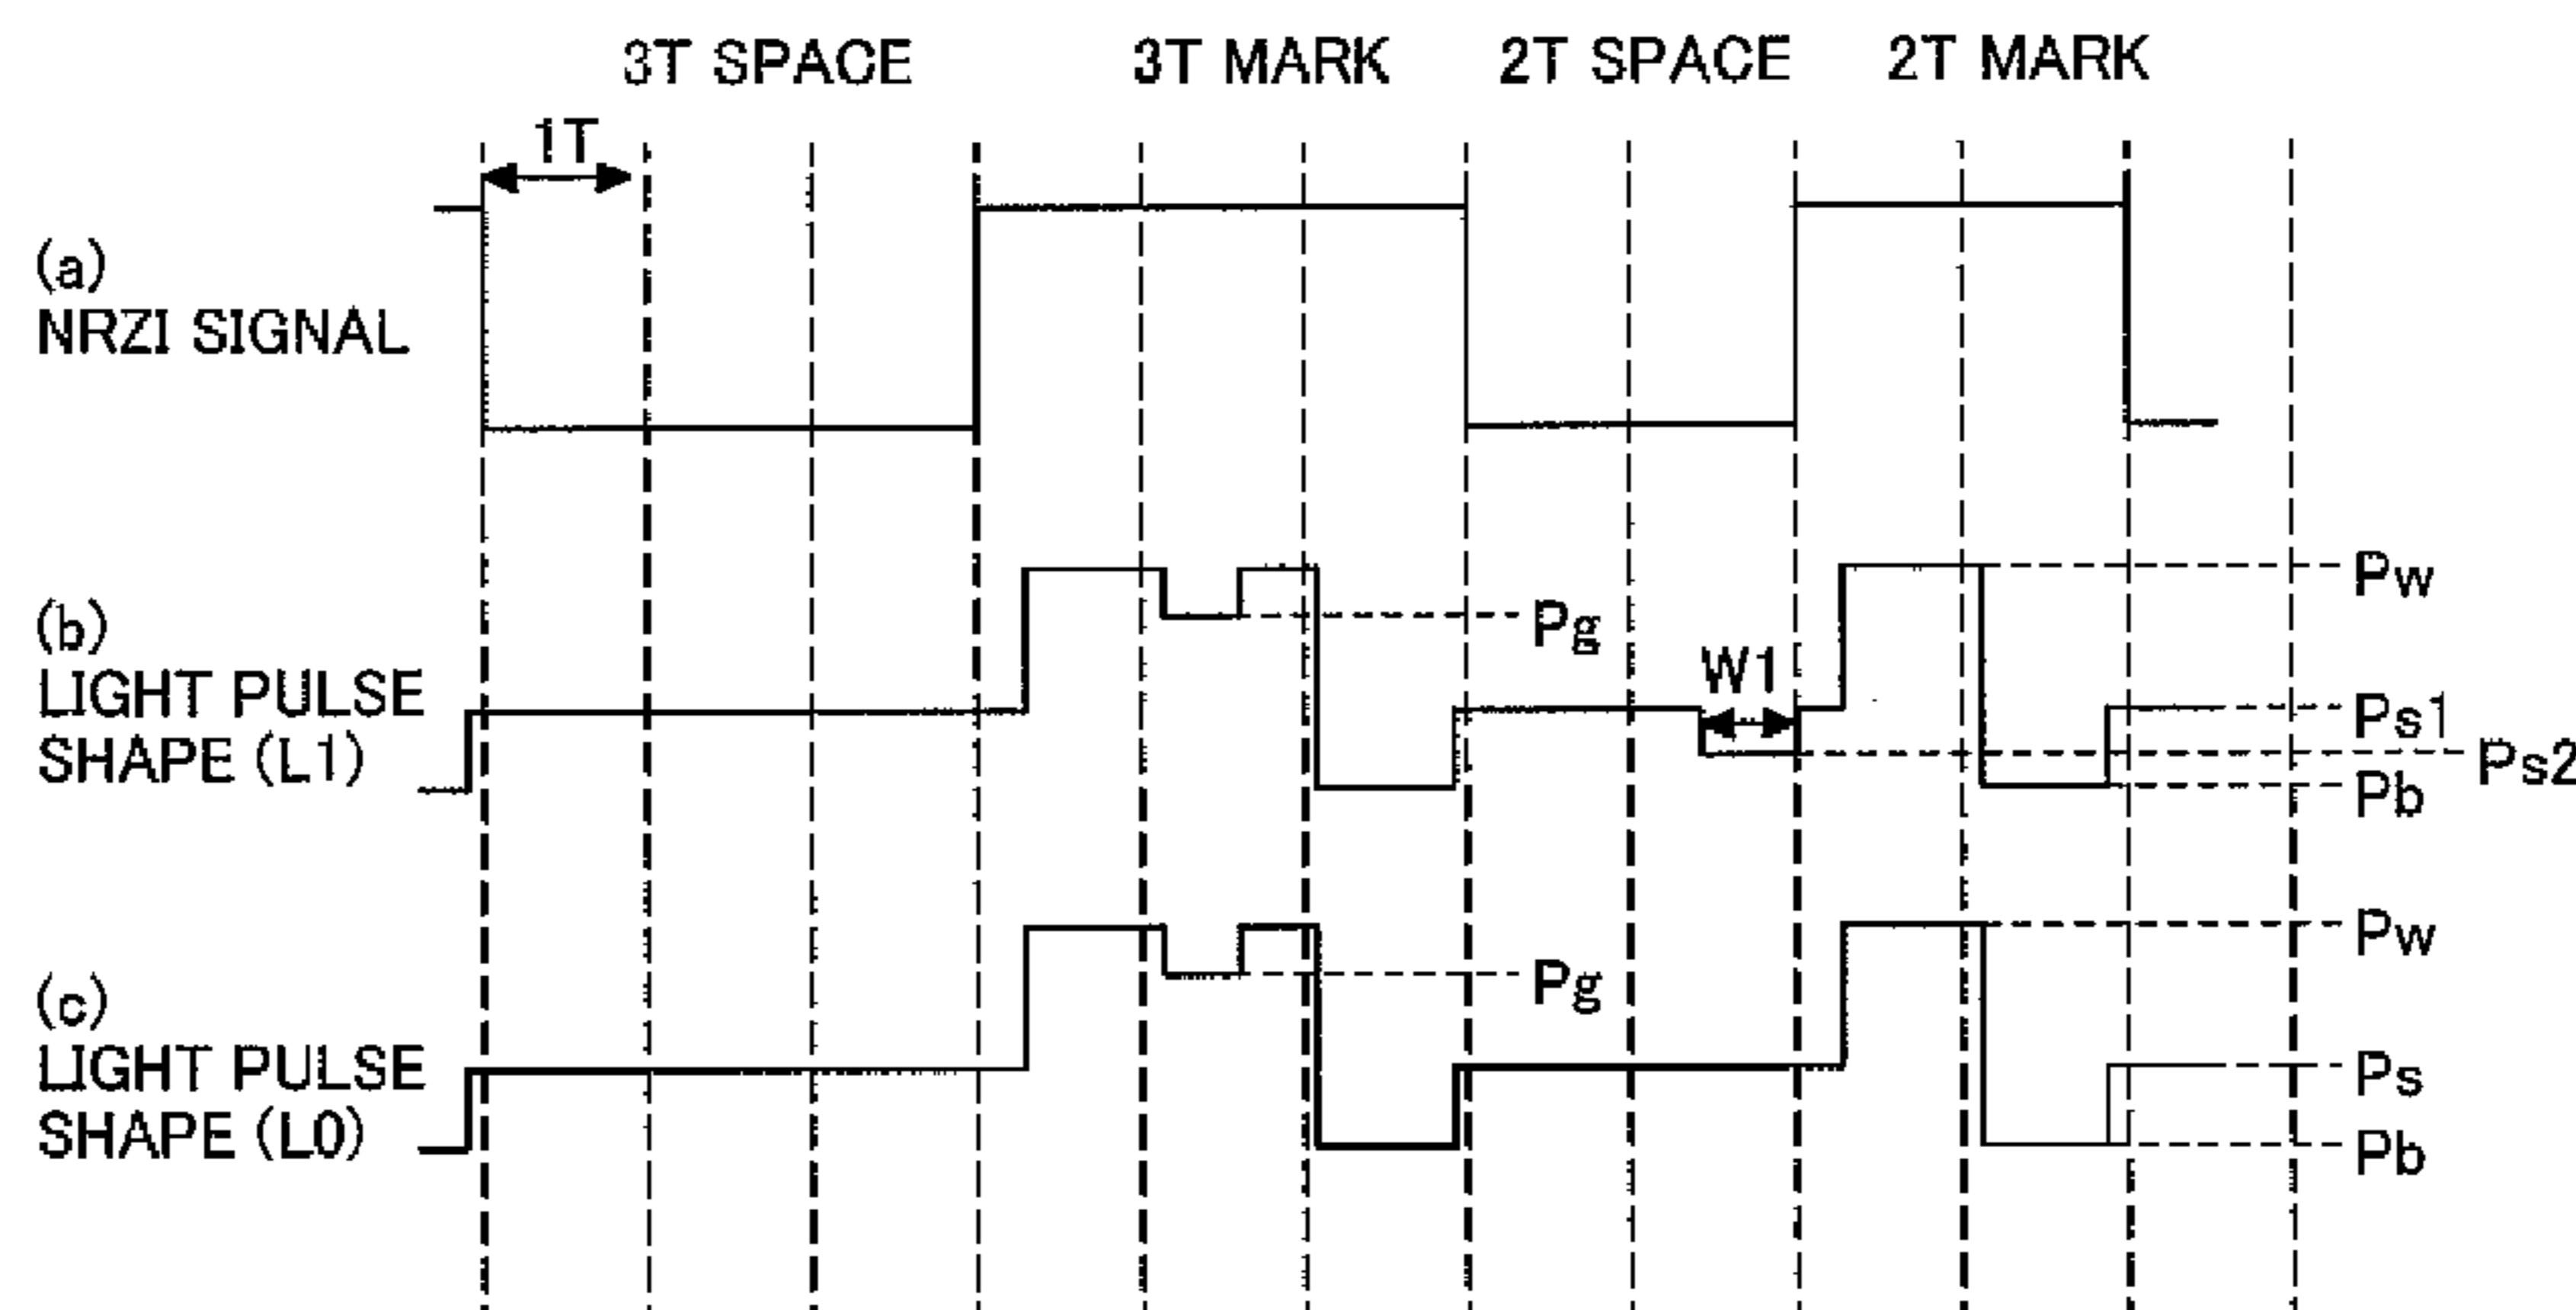 3T SPACE 3T MARK 2T SPACE 2T MARK
1T
(a)
NRZI SIGNAL
(b)
LIGHT PULSE
SHAPE (L1)
Pg
W1
Pw
Ps1
Ps2
Pb
(c)
LIGHT PULSE
SHAPE (L0)
Pg
Pw
Ps
Pb